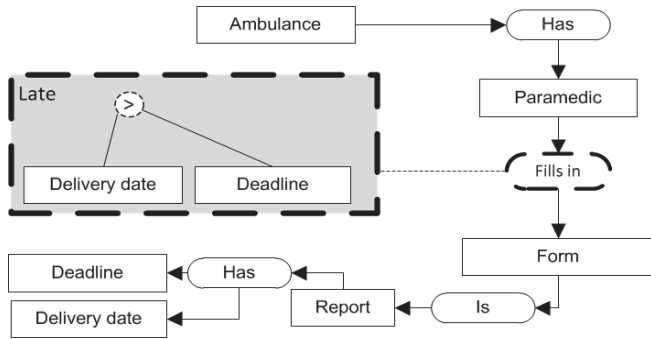 Ambulance
Has
Late
>
Paramedic
Delivery date
Deadline
Fills in
Form
Deadline
Has
Report
Is
Delivery date